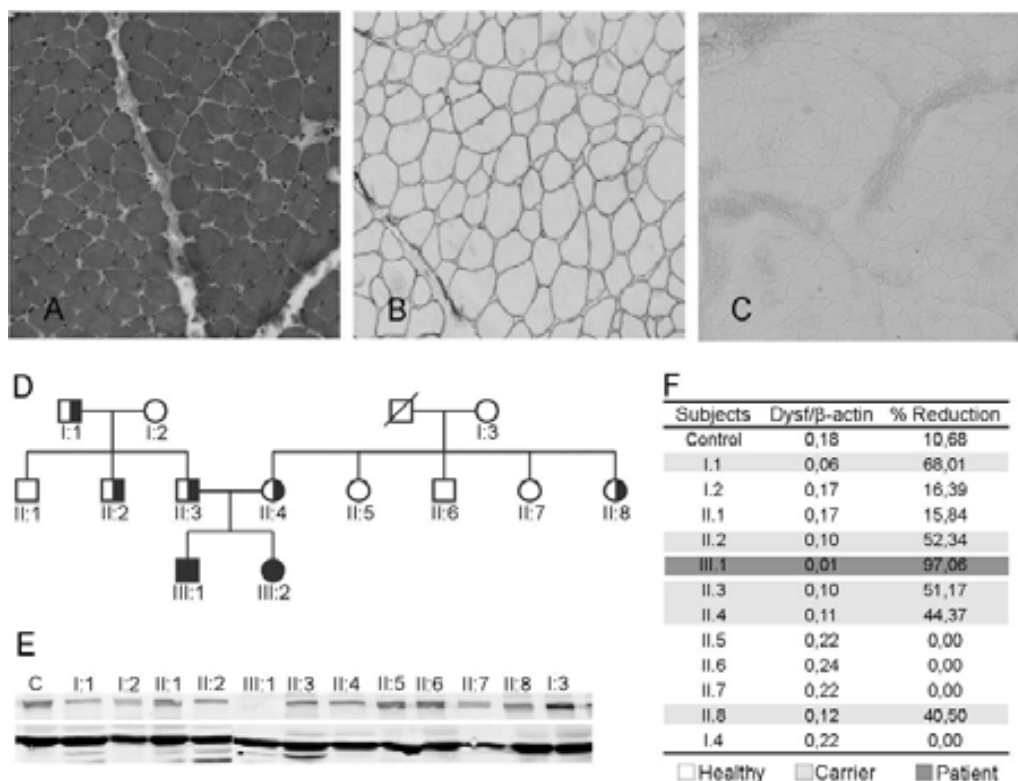 A B C
D
I:1 I:2 I:3
II:1 II:2 II:3 II:4 II:5 II:6 II:7 II:8
III:1 III:2
E
C I:1 I:2 II:1 II:2 III:1 II:3 II:4 II:5 II:6 II:7 II:8 I:3
F
Subjects Dysf/β-actin % Reduction
Control 0,18 10,68
I.1 0,06 68,01
I.2 0,17 16,39
II.1 0,17 15,84
II.2 0,10 52,34
III.1 0,01 97,06
II.3 0,10 51,17
II.4 0,11 44,37
II.5 0,22 0,00
II.6 0,24 0,00
II.7 0,22 0,00
II.8 0,12 40,50
I.4 0,22 0,00
Healthy Carrier Patient